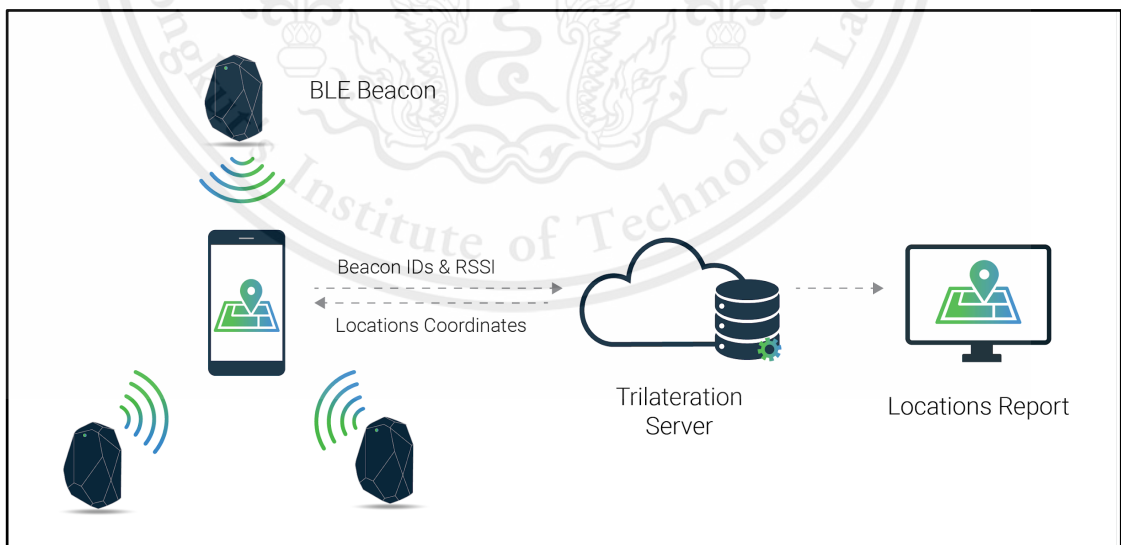 BLE Beacon
Beacon IDs & RSSI
Locations Coordinates
Trilateration
Server
Locations Report
Institute of Technology